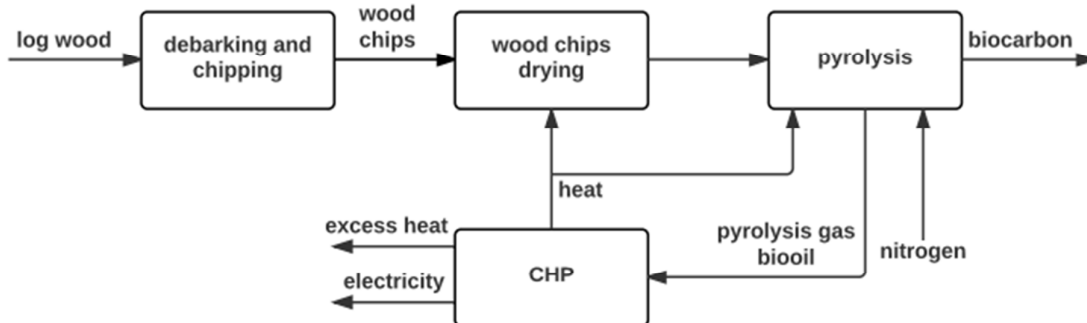 log wood
debarking and
chipping
wood
chips
wood chips
drying
pyrolysis
biocarbon
heat
excess heat
electricity
CHP
pyrolysis gas
biooil
nitrogen